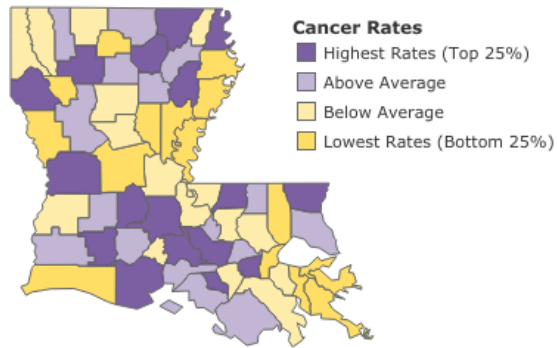 Cancer Rates
Highest Rates (Top 25%)
Above Average
Below Average
Lowest Rates (Bottom 25%)